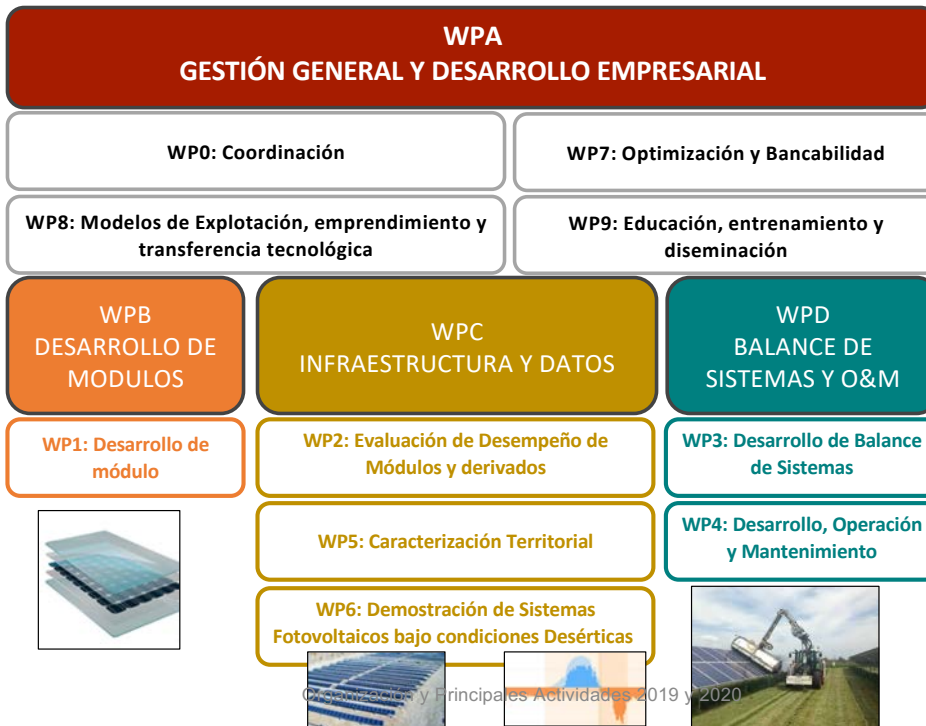 WPA
GESTIÓN GENERAL Y DESARROLLO EMPRESARIAL
WP0: Coordinación
WP7: Optimización y Bancabilidad
WP8: Modelos de Explotación, emprendimiento y
transferencia tecnológica
WP9: Educación, entrenamiento y
diseminación
WPB
DESARROLLO DE
MODULOS
WPC
INFRAESTRUCTURA Y DATOS
WPD
BALANCE DE
SISTEMAS Y O&M
WP1: Desarrollo de
módulo
WP2: Evaluación de Desempeño de
Módulos y derivados
WP3: Desarrollo de Balance
de Sistemas
WP5: Caracterización Territorial
WP4: Desarrollo, Operación
y Mantenimiento
WP6: Demostración de Sistemas
Fotovoltaicos bajo condiciones Desérticas
Organización y Principales Actividades 2019 y 2020